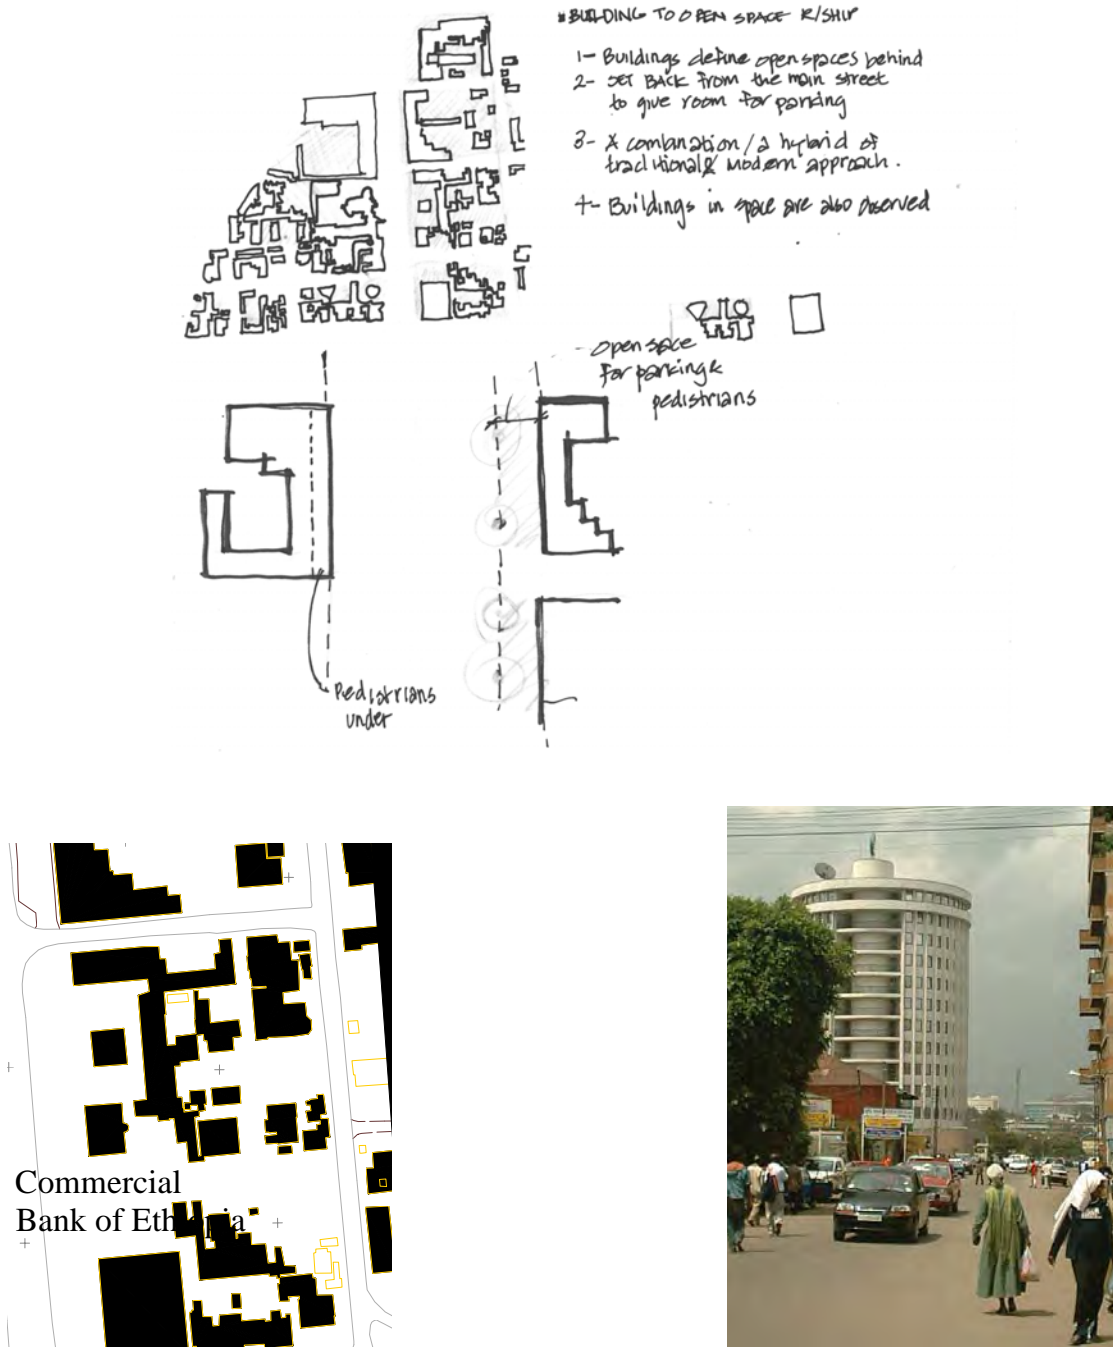 *BUILDING TO OPEN SPACE R/SHIP
1- Buildings define open spaces behind
2- SET BACK from the main street
to give room for parking
3- A combanation/a hybrid of
traditional & modern approach.
4- Buildings in space are also observed
Open space
for parking &
pedistrians
Pedistrians
under
Commercial
Bank of Ethiopia